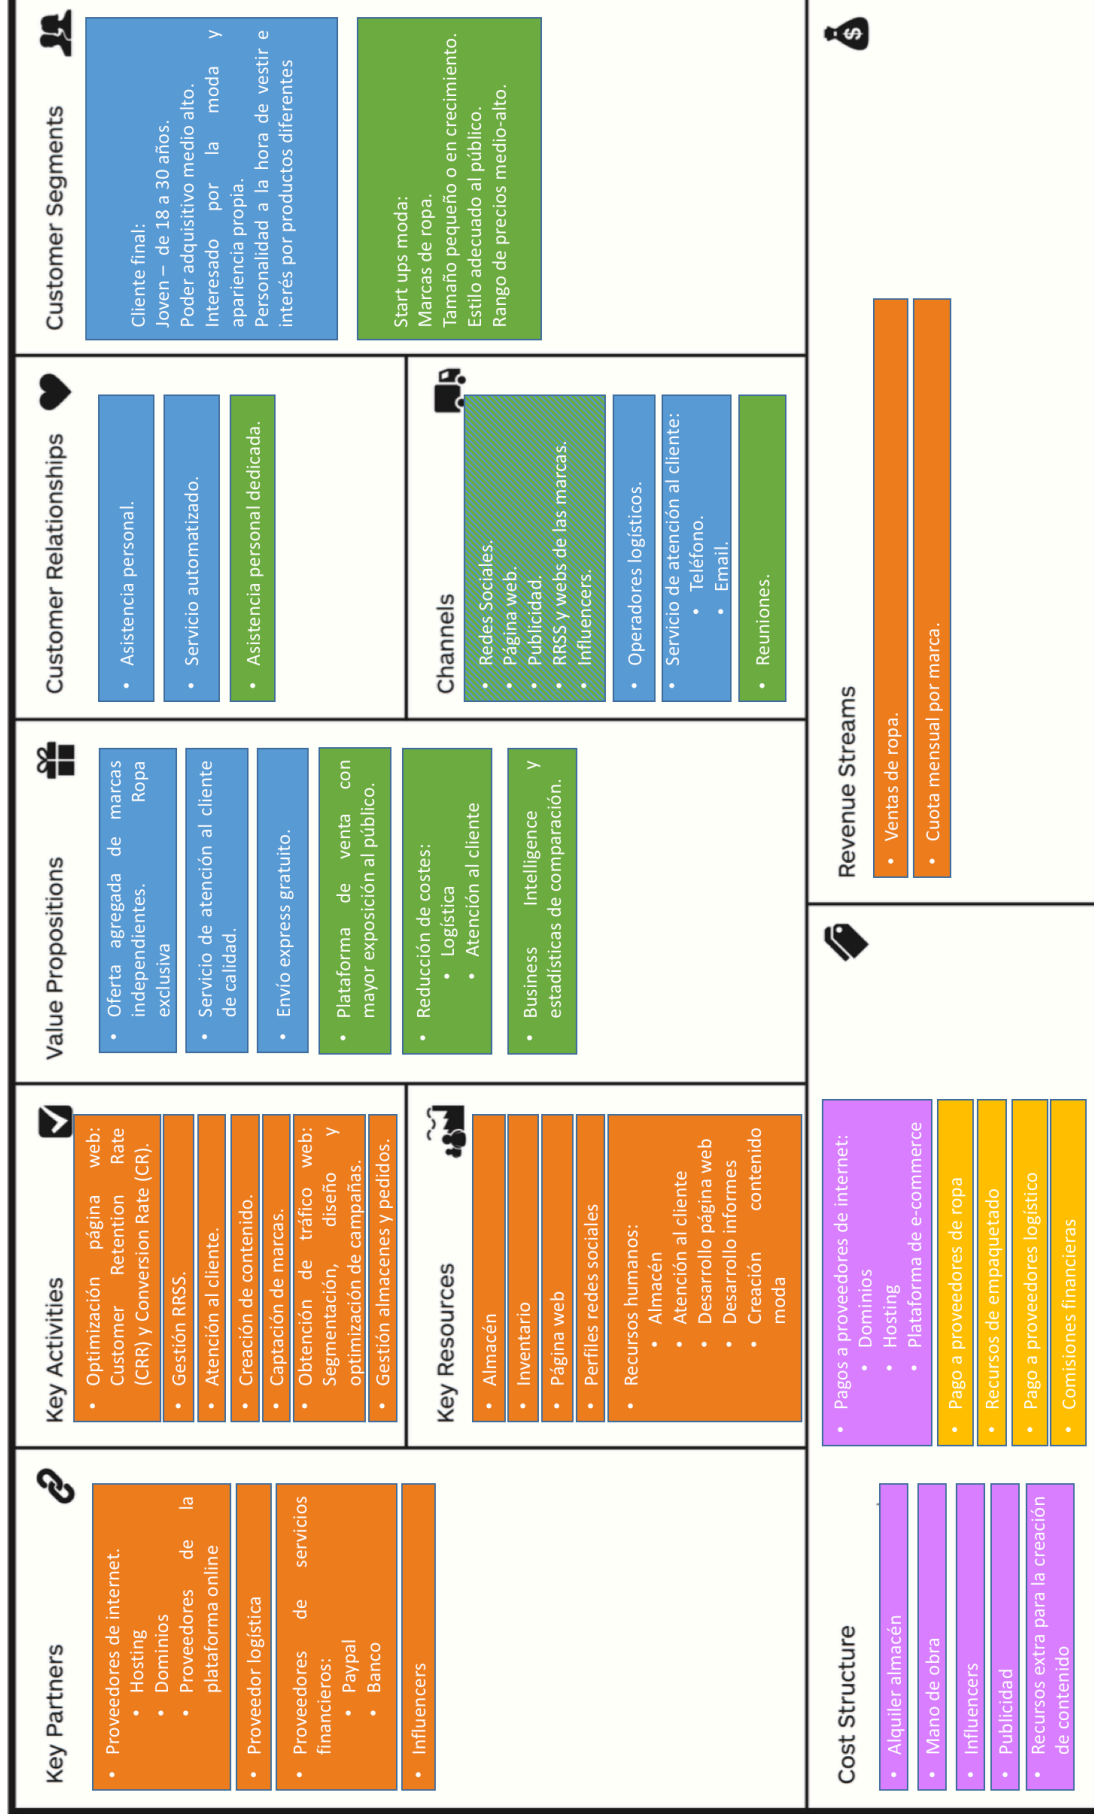 Key Partners
• Proveedores de internet.
• Hosting
• Dominios
• Proveedores de la
plataforma online
• Proveedor logística
• Proveedores de servicios
financieros:
• Paypal
• Banco
• Influencers
Key Activities
• Optimización página web:
Customer Retention Rate
(CRR) y Conversion Rate (CR).
• Gestión RRSS.
• Atención al cliente.
• Creación de contenido.
• Captación de marcas.
• Obtención de tráfico web:
Segmentación, diseño y
optimización de campañas.
• Gestión almacenes y pedidos.
Key Resources
• Almacén
• Inventario
• Página web
• Perfiles redes sociales
• Recursos humanos:
• Almacén
• Atención al cliente
• Desarrollo página web
• Desarrollo informes
• Creación contenido
moda
Value Propositions
• Oferta agregada de marcas
independientes. Ropa
exclusiva
• Servicio de atención al cliente
de calidad.
• Envío express gratuito.
• Plataforma de venta con
mayor exposición al público.
• Reducción de costes:
• Logística
• Atención al cliente
• Business Intelligence y
estadísticas de comparación.
Customer Relationships
• Asistencia personal.
• Servicio automatizado.
• Asistencia personal dedicada.
Channels
• Redes Sociales.
• Página web.
• Publicidad.
• RRSS y webs de las marcas.
• Influencers.
• Operadores logísticos.
• Servicio de atención al cliente:
• Teléfono.
• Email.
• Reuniones.
Customer Segments
Cliente final:
Joven – de 18 a 30 años.
Poder adquisitivo medio alto.
Interesado por la moda y
apariencia propia.
Personalidad a la hora de vestir e
interés por productos diferentes
Start ups moda:
Marcas de ropa.
Tamaño pequeño o en crecimiento.
Estilo adecuado al público.
Rango de precios medio-alto.
Cost Structure
• Alquiler almacén
• Mano de obra
• Influencers
• Publicidad
• Recursos extra para la creación
de contenido
• Pagos a proveedores de internet:
• Dominios
• Hosting
• Plataforma de e-commerce
• Pago a proveedores de ropa
• Recursos de empaquetado
• Pago a proveedores logístico
• Comisiones financieras
Revenue Streams
• Ventas de ropa.
• Cuota mensual por marca.